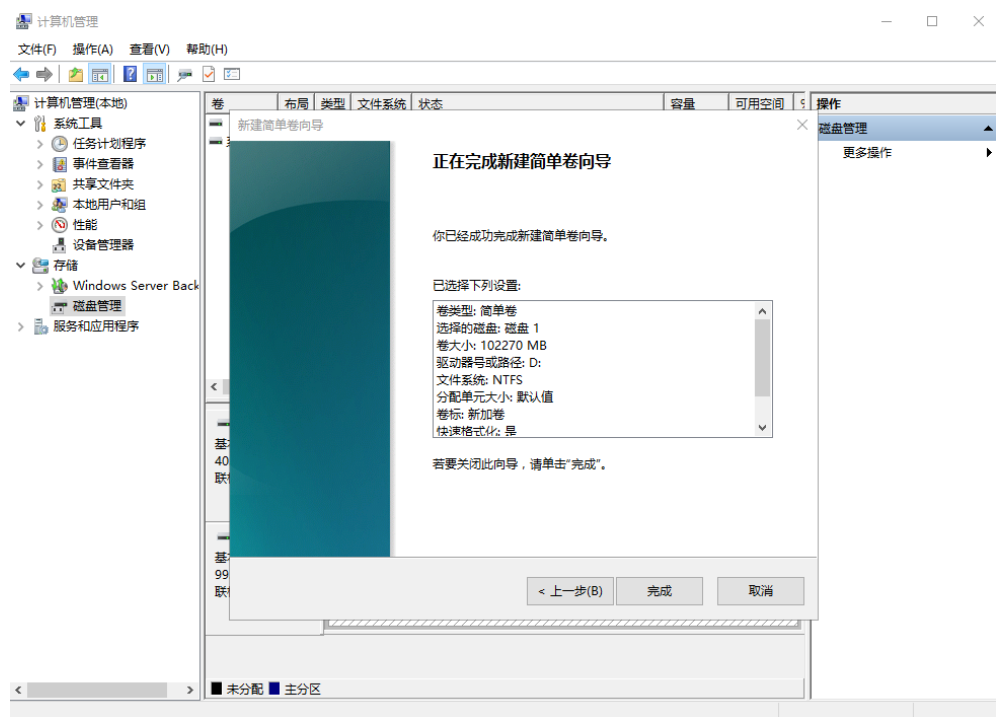 计算机管理
文件(F) 操作(A) 查看(V) 帮助(H)
计算机管理(本地)
系统工具
任务计划程序
事件查看器
共享文件夹
本地用户和组
性能
设备管理器
存储
Windows Server Back
磁盘管理
服务和应用程序
卷 布局 类型 文件系统 状态 容量 可用空间
新建简单卷向导
正在完成新建简单卷向导
你已经成功完成新建简单卷向导。
已选择下列设置:
卷类型: 简单卷
选择的磁盘: 磁盘 1
卷大小: 102270 MB
驱动器号或路径: D:
文件系统: NTFS
分配单元大小: 默认值
卷标: 新加卷
快速格式化: 是
若要关闭此向导，请单击"完成"。
< 上一步(B) 完成 取消
基
40
联
基
99
联
未分配 主分区
操作
磁盘管理
更多操作